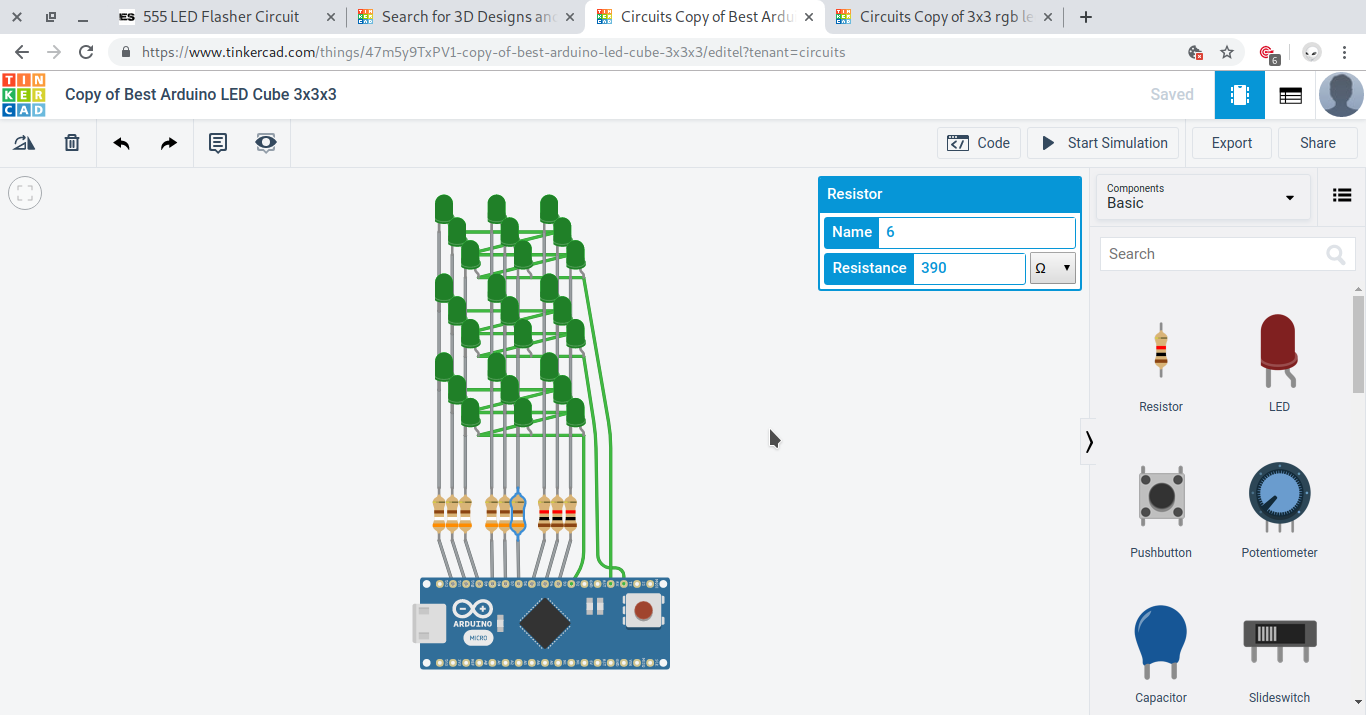 555 LED Flasher Circuit
Search for 3D Designs an
Circuits Copy of Best Ardu
Circuits Copy of 3x3 rgb le
https://www.tinkercad.com/things/47m5y9TxPV1-copy-of-best-arduino-led-cube-3x3x3/editel?tenant=circuits
6
TIN
KER
CAD
Copy of Best Arduino LED Cube 3x3x3
Saved
Code
Start Simulation
Export
Share
Resistor
Name 6
Resistance 390 Ω
Components
Basic
Search
Resistor
LED
Pushbutton
Potentiometer
Capacitor
Slideswitch
ARDUINO
MICRO